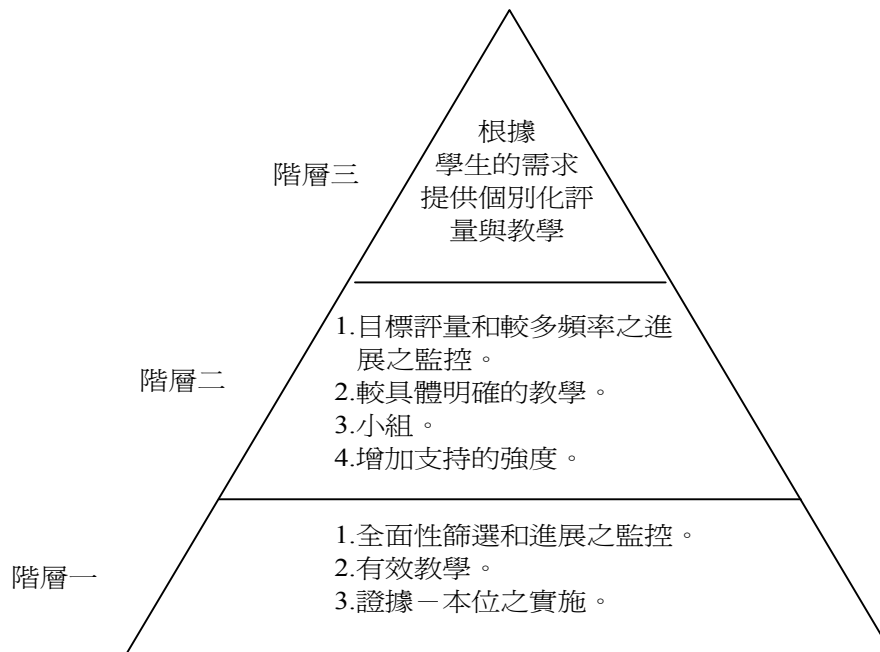 根據
學生的需求
提供個別化評
量與教學
階層三
1.目標評量和較多頻率之進
展之監控。
2.較具體明確的教學。
3.小組。
4.增加支持的強度。
階層二
1.全面性篩選和進展之監控。
2.有效教學。
3.證據－本位之實施。
階層一